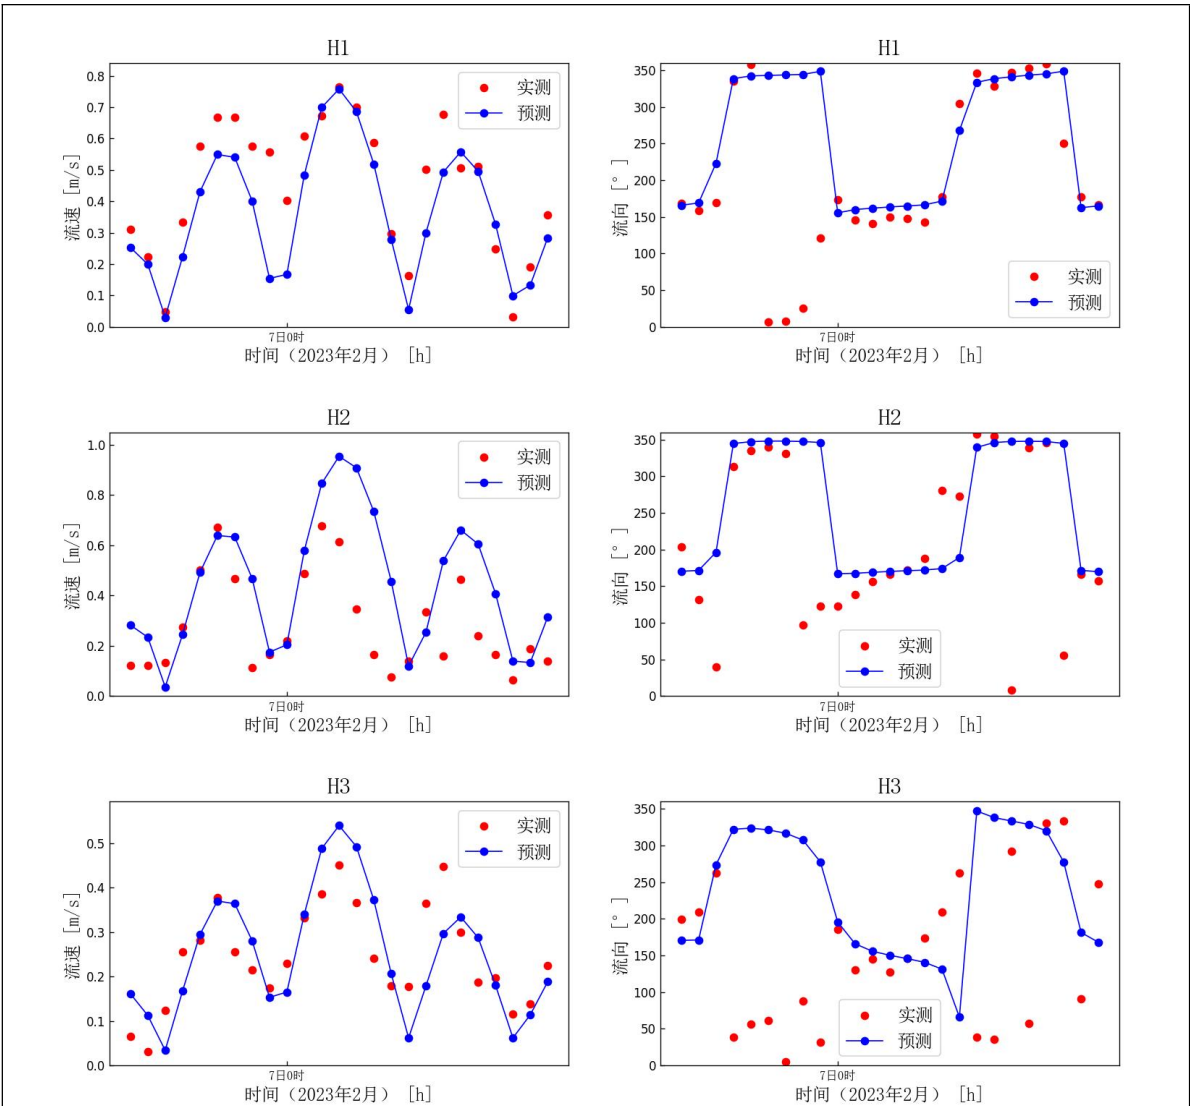 H1
0.8
0.7
0.6
0.5
0.4
0.3
0.2
0.1
0.0
流速 [m/s]
实测
预测
7日0时
时间（2023年2月） [h]
H1
350
300
250
200
150
100
50
0
流向 [°]
实测
预测
7日0时
时间（2023年2月） [h]
H2
1.0
0.8
0.6
0.4
0.2
0.0
流速 [m/s]
实测
预测
7日0时
时间（2023年2月） [h]
H2
350
300
250
200
150
100
50
0
流向 [°]
实测
预测
7日0时
时间（2023年2月） [h]
H3
0.5
0.4
0.3
0.2
0.1
0.0
流速 [m/s]
实测
预测
7日0时
时间（2023年2月） [h]
H3
350
300
250
200
150
100
50
0
流向 [°]
实测
预测
7日0时
时间（2023年2月） [h]